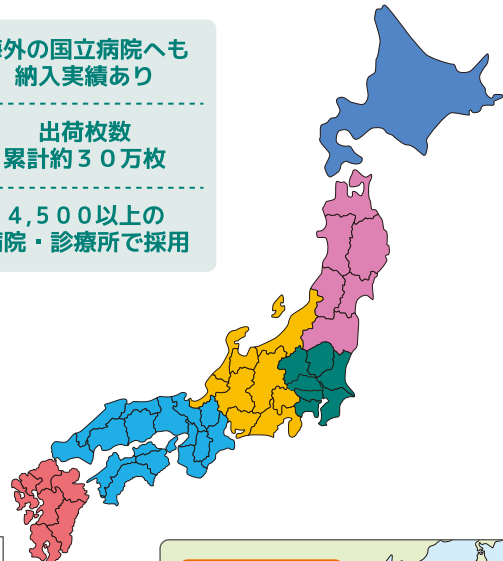 外の国立病院へも
納入実績あり
出荷枚数
累計約３０万枚
４,５００以上の
院・診療所で採用